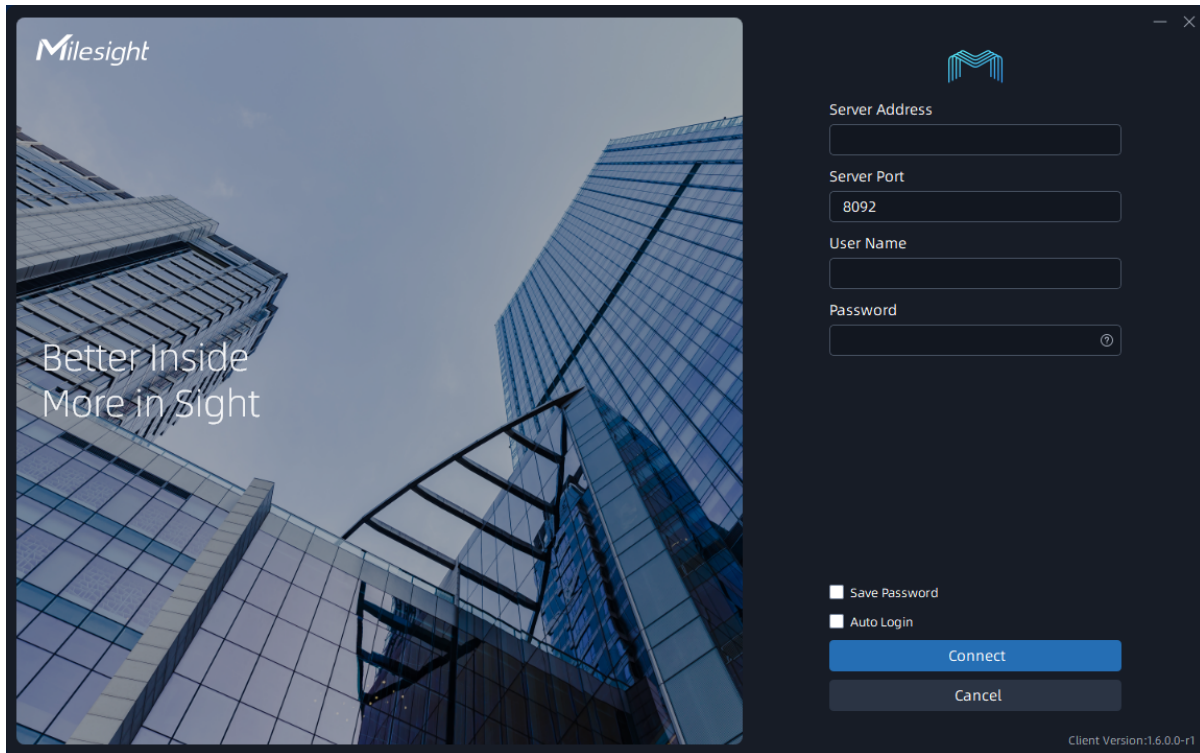 Milesight
Better Inside
More in Sight
Server Address
Server Port
8092
User Name
Password
?
Save Password
Auto Login
Connect
Cancel
Client Version:1.6.0.0-r1